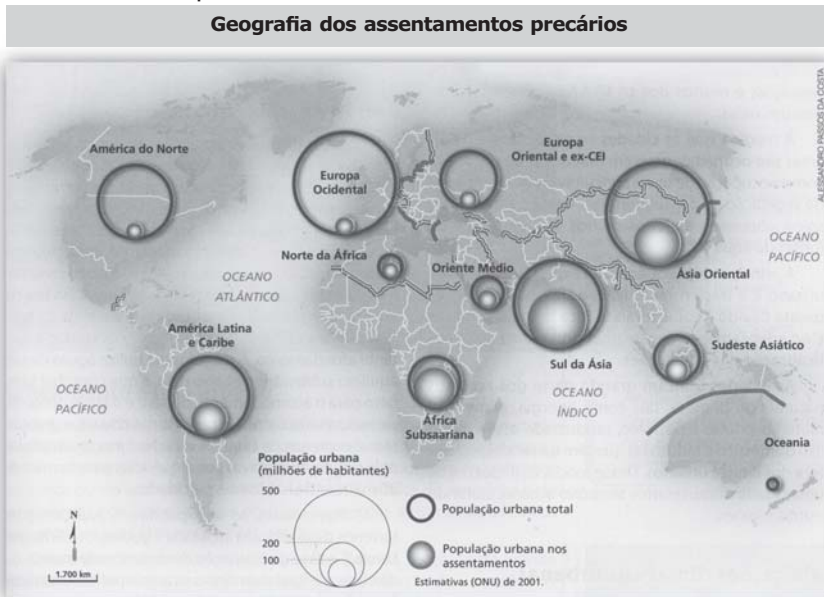 Geografia dos assentamentos precários
ALESSANDRO PASSOS DA COSTA
América do Norte
Europa
Ocidental
Europa
Oriental e ex-CEI
OCEANO
PACÍFICO
Norte da África
Oriente Médio
Ásia Oriental
OCEANO
ATLÂNTICO
América Latina
e Caribe
Sul da Ásia
Sudeste Asiático
OCEANO
PACÍFICO
OCEANO
ÍNDICO
África
Subsaariana
Oceania
População urbana
(milhões de habitantes)
500
200
100
População urbana total
População urbana nos
assentamentos
Estimativas (ONU) de 2001.
N
1.700 km